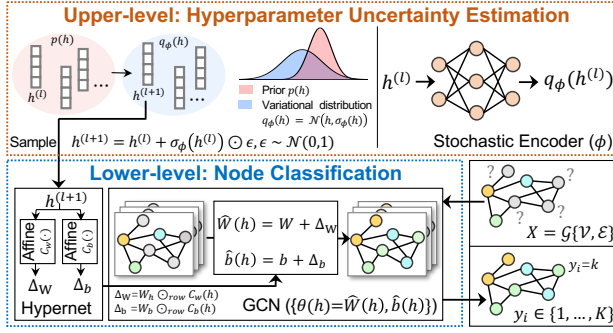 Upper-level: Hyperparameter Uncertainty Estimation
p(h)
q_ϕ(h)
h^(l)
...
h^(l+1)
...
Prior p(h)
Variational distribution
q_ϕ(h) = 𝒩(h, σ_ϕ(h))
h^(l)
q_ϕ(h^(l))
Stochastic Encoder (ϕ)
Sample
h^(l+1) = h^(l) + σ_ϕ(h^(l)) ⊙ ϵ, ϵ ~ 𝒩(0,1)
Lower-level: Node Classification
h^(l+1)
Affine C_w(·)
Affine C_b(·)
Δ_W
Δ_b
Hypernet
Ŵ(h) = W + Δ_W
b̂(h) = b + Δ_b
Δ_W=W_h ⊙_row C_w(h)
Δ_b =W_b ⊙_row C_b(h)
GCN ({θ(h)=Ŵ(h), b̂(h)})
? ? ? ? ?
X = 𝒢{𝒱, ℰ}
y_i=k
y_i ∈ {1, ..., K}